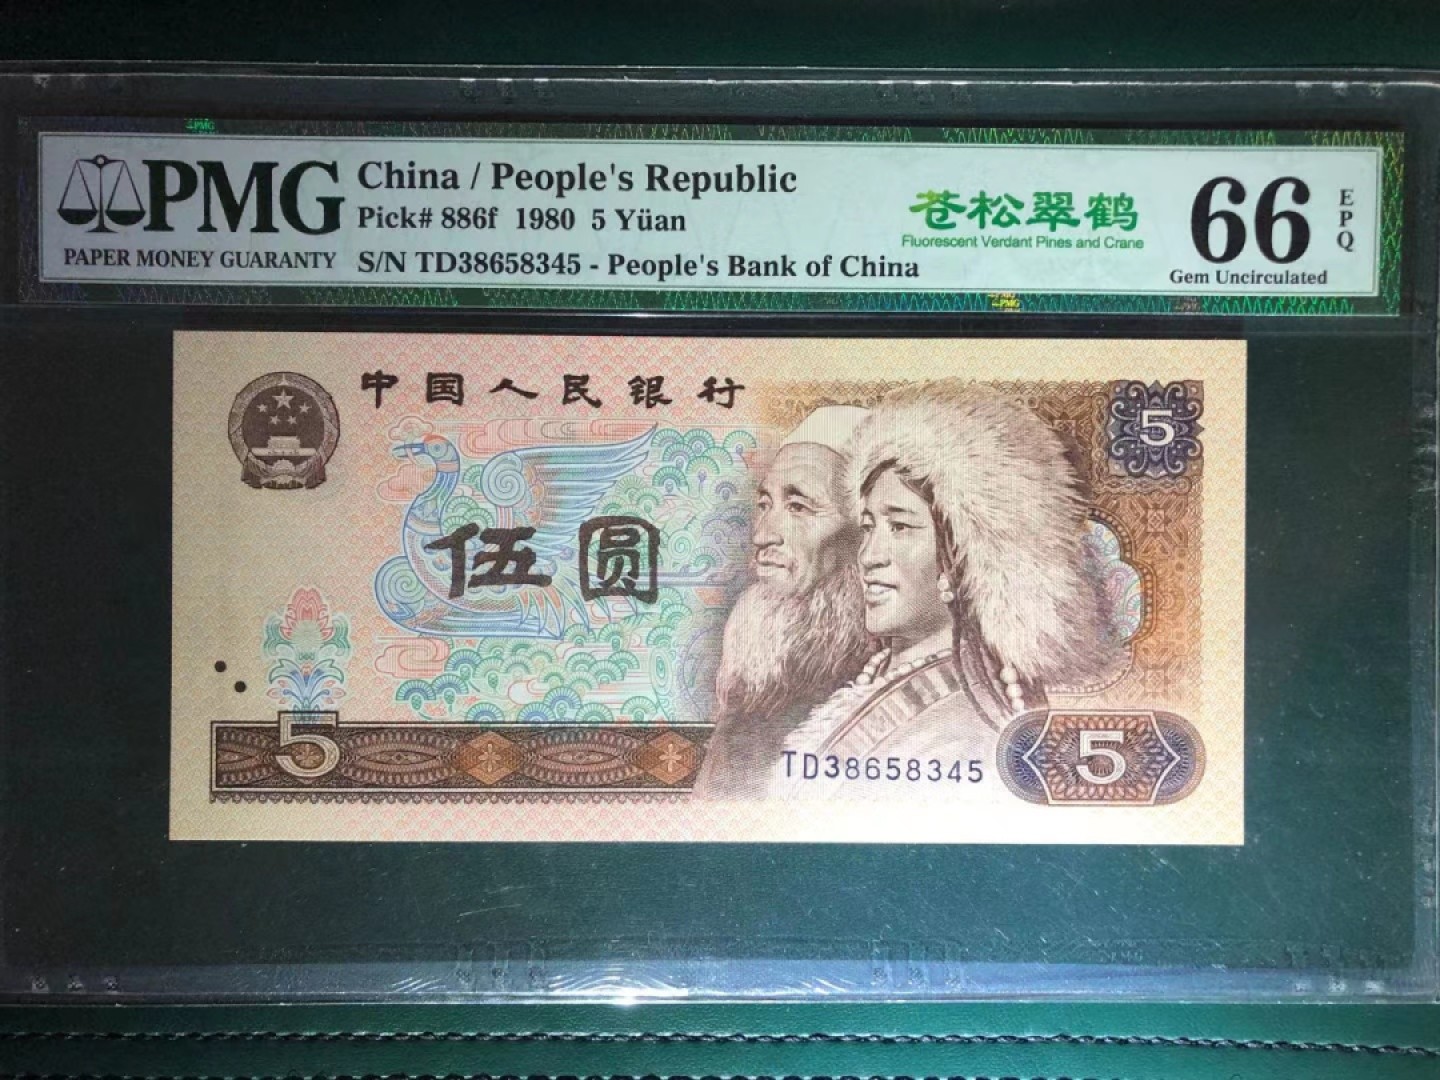 PMG
PAPER MONEY GUARANTY
China / People's Republic
Pick# 886f 1980 5 Yüan
S/N TD38658345 - People's Bank of China
苍松翠鹤
Fluorescent Verdant Pines and Crane
66
EPQ
Gem Uncirculated
中国人民银行
5
伍圆
5
TD38658345
5